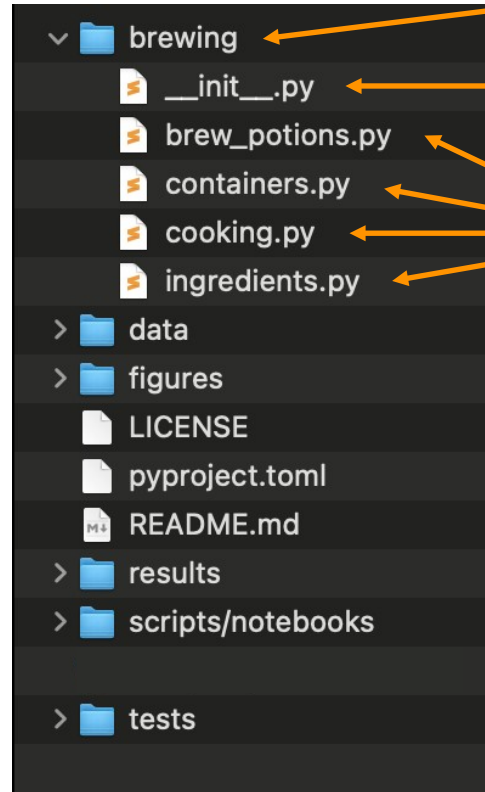 brewing
__init__.py
brew_potions.py
containers.py
cooking.py
ingredients.py
data
figures
LICENSE
pyproject.toml
M↓ README.md
results
scripts/notebooks
tests